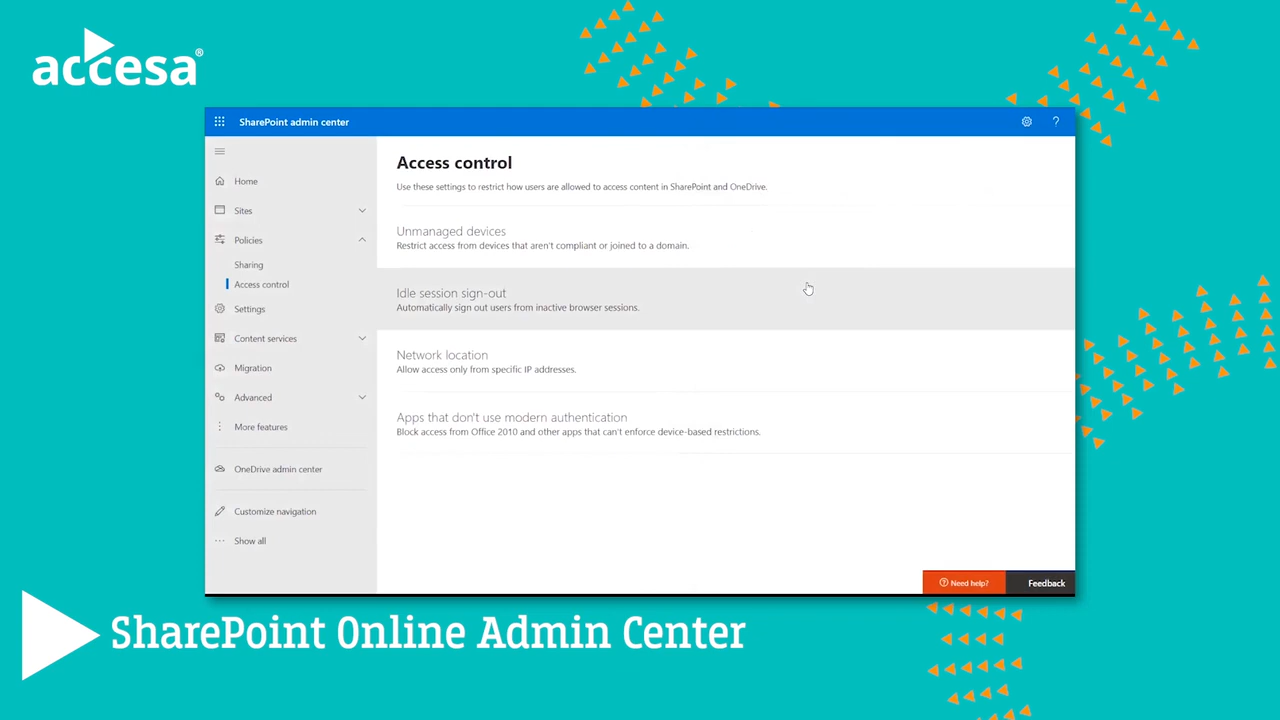 accesa®
SharePoint admin center
?
Home
Sites
Policies
Sharing
Access control
Settings
Content services
Migration
Advanced
More features
OneDrive admin center
Customize navigation
Show all
Access control
Use these settings to restrict how users are allowed to access content in SharePoint and OneDrive.
Unmanaged devices
Restrict access from devices that aren't compliant or joined to a domain.
Idle session sign-out
Automatically sign out users from inactive browser sessions.
Network location
Allow access only from specific IP addresses.
Apps that don't use modern authentication
Block access from Office 2010 and other apps that can't enforce device-based restrictions.
Need help?
Feedback
SharePoint Online Admin Center